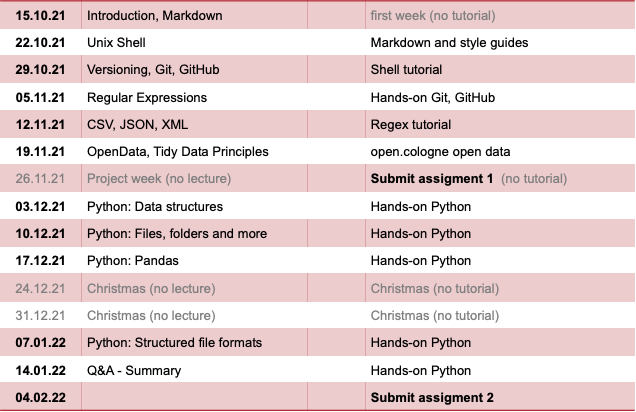 15.10.21 Introduction, Markdown first week (no tutorial)
22.10.21 Unix Shell Markdown and style guides
29.10.21 Versioning, Git, GitHub Shell tutorial
05.11.21 Regular Expressions Hands-on Git, GitHub
12.11.21 CSV, JSON, XML Regex tutorial
19.11.21 OpenData, Tidy Data Principles open.cologne open data
26.11.21 Project week (no lecture) Submit assigment 1 (no tutorial)
03.12.21 Python: Data structures Hands-on Python
10.12.21 Python: Files, folders and more Hands-on Python
17.12.21 Python: Pandas Hands-on Python
24.12.21 Christmas (no lecture) Christmas (no tutorial)
31.12.21 Christmas (no lecture) Christmas (no tutorial)
07.01.22 Python: Structured file formats Hands-on Python
14.01.22 Q&A - Summary Hands-on Python
04.02.22 Submit assigment 2